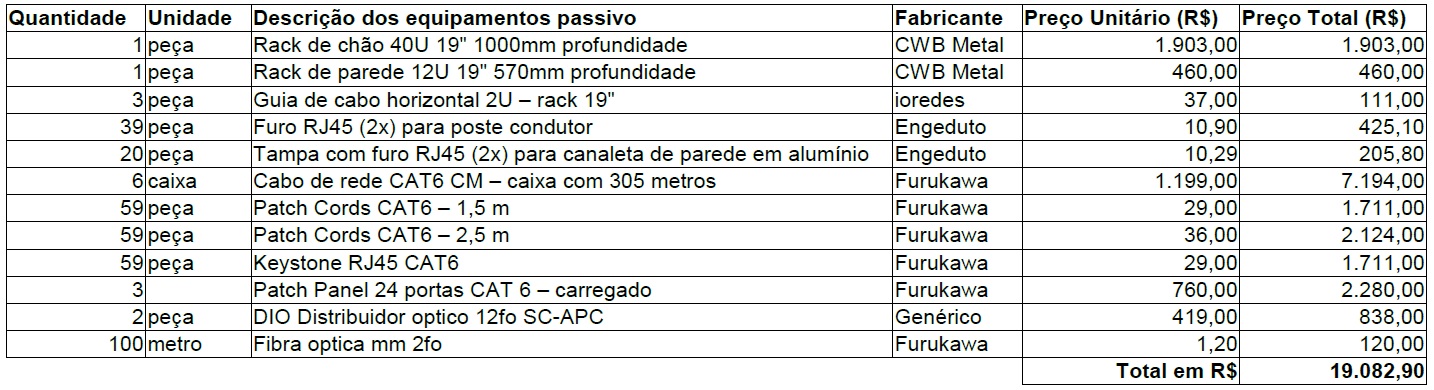 Quantidade Unidade Descrição dos equipamentos passivo Fabricante Preço Unitário (R$) Preço Total (R$)
1 peça Rack de chão 40U 19" 1000mm profundidade CWB Metal 1.903,00 1.903,00
1 peça Rack de parede 12U 19" 570mm profundidade CWB Metal 460,00 460,00
3 peça Guia de cabo horizontal 2U – rack 19" ioredes 37,00 111,00
39 peça Furo RJ45 (2x) para poste condutor Engeduto 10,90 425,10
20 peça Tampa com furo RJ45 (2x) para canaleta de parede em alumínio Engeduto 10,29 205,80
6 caixa Cabo de rede CAT6 CM – caixa com 305 metros Furukawa 1.199,00 7.194,00
59 peça Patch Cords CAT6 – 1,5 m Furukawa 29,00 1.711,00
59 peça Patch Cords CAT6 – 2,5 m Furukawa 36,00 2.124,00
59 peça Keystone RJ45 CAT6 Furukawa 29,00 1.711,00
3 Patch Panel 24 portas CAT 6 – carregado Furukawa 760,00 2.280,00
2 peça DIO Distribuidor optico 12fo SC-APC Genérico 419,00 838,00
100 metro Fibra optica mm 2fo Furukawa 1,20 120,00
Total em R$ 19.082,90